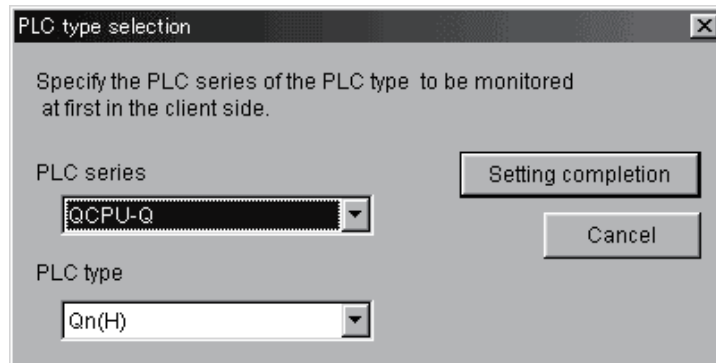 PLC type selection
Specify the PLC series of the PLC type to be monitored
at first in the client side.
PLC series
Setting completion
QCPU-Q
Cancel
PLC type
Qn(H)